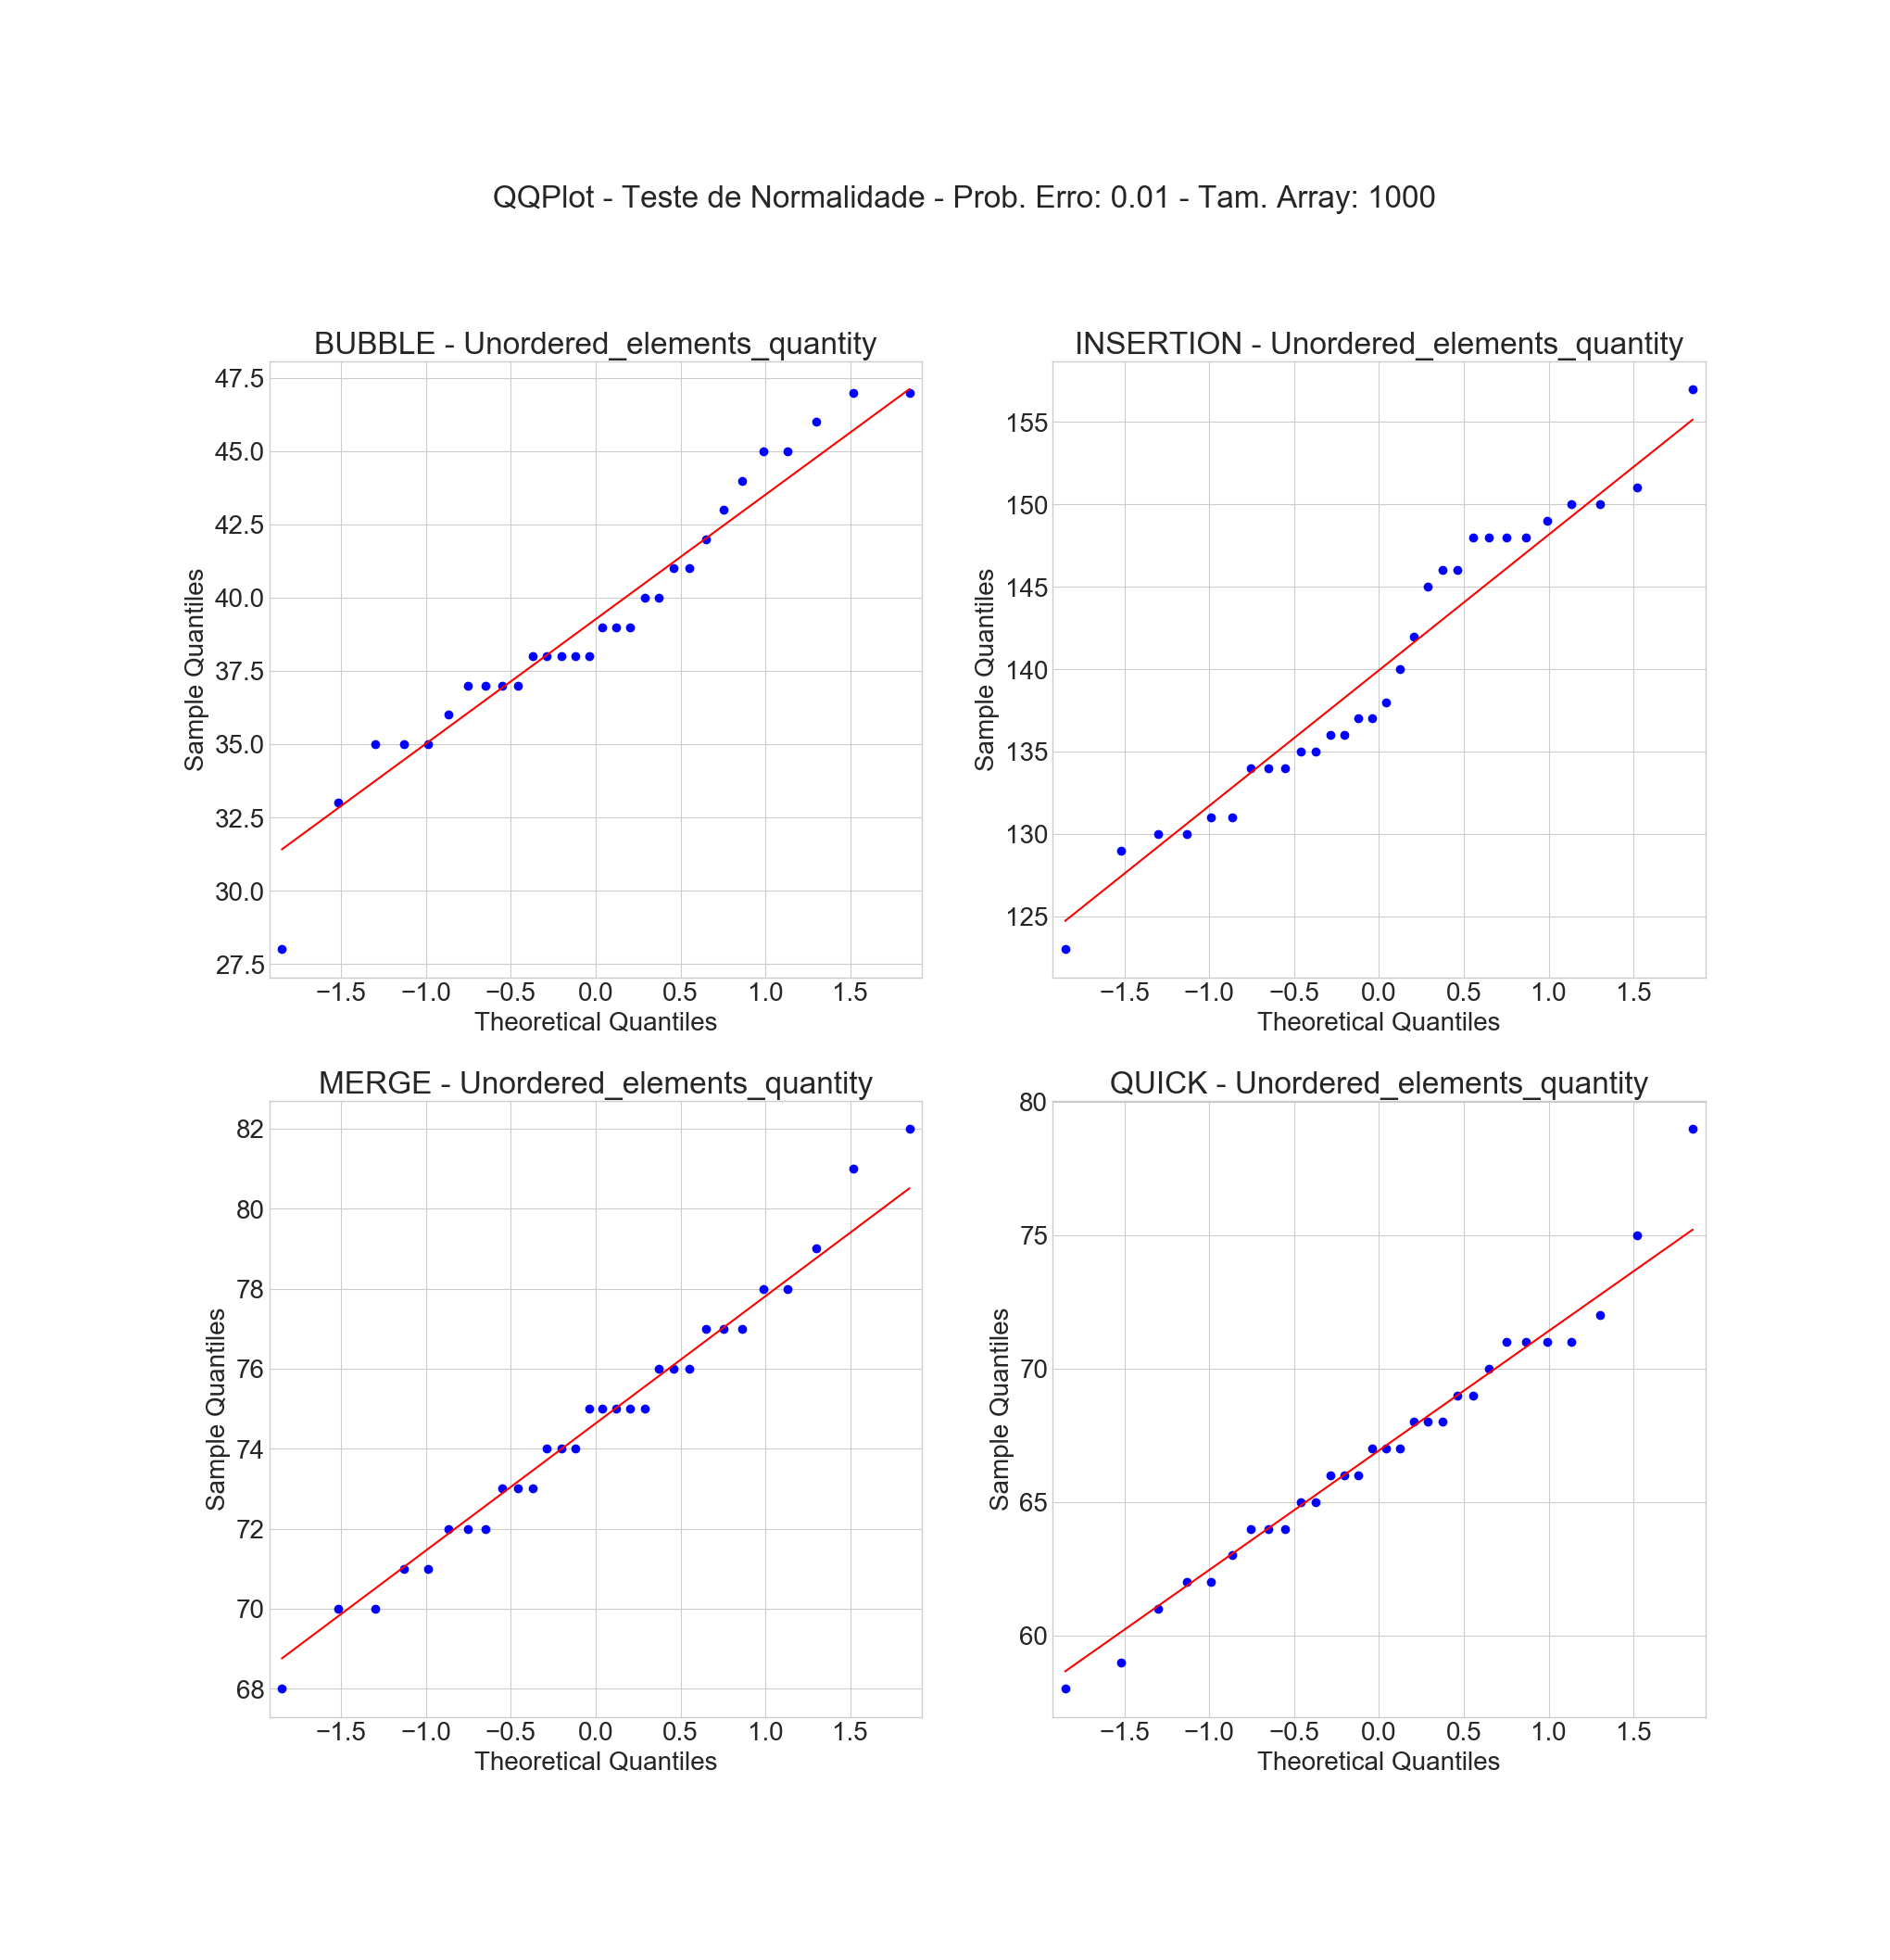 QQPlot - Teste de Normalidade - Prob. Erro: 0.01 - Tam. Array: 1000
BUBBLE - Unordered_elements_quantity
47.5
45.0
42.5
40.0
37.5
35.0
32.5
30.0
27.5
Sample Quantiles
−1.5 −1.0 −0.5 0.0 0.5 1.0 1.5
Theoretical Quantiles
INSERTION - Unordered_elements_quantity
155
150
145
140
135
130
125
Sample Quantiles
−1.5 −1.0 −0.5 0.0 0.5 1.0 1.5
Theoretical Quantiles
MERGE - Unordered_elements_quantity
82
80
78
76
74
72
70
68
Sample Quantiles
−1.5 −1.0 −0.5 0.0 0.5 1.0 1.5
Theoretical Quantiles
QUICK - Unordered_elements_quantity
80
75
70
65
60
Sample Quantiles
−1.5 −1.0 −0.5 0.0 0.5 1.0 1.5
Theoretical Quantiles